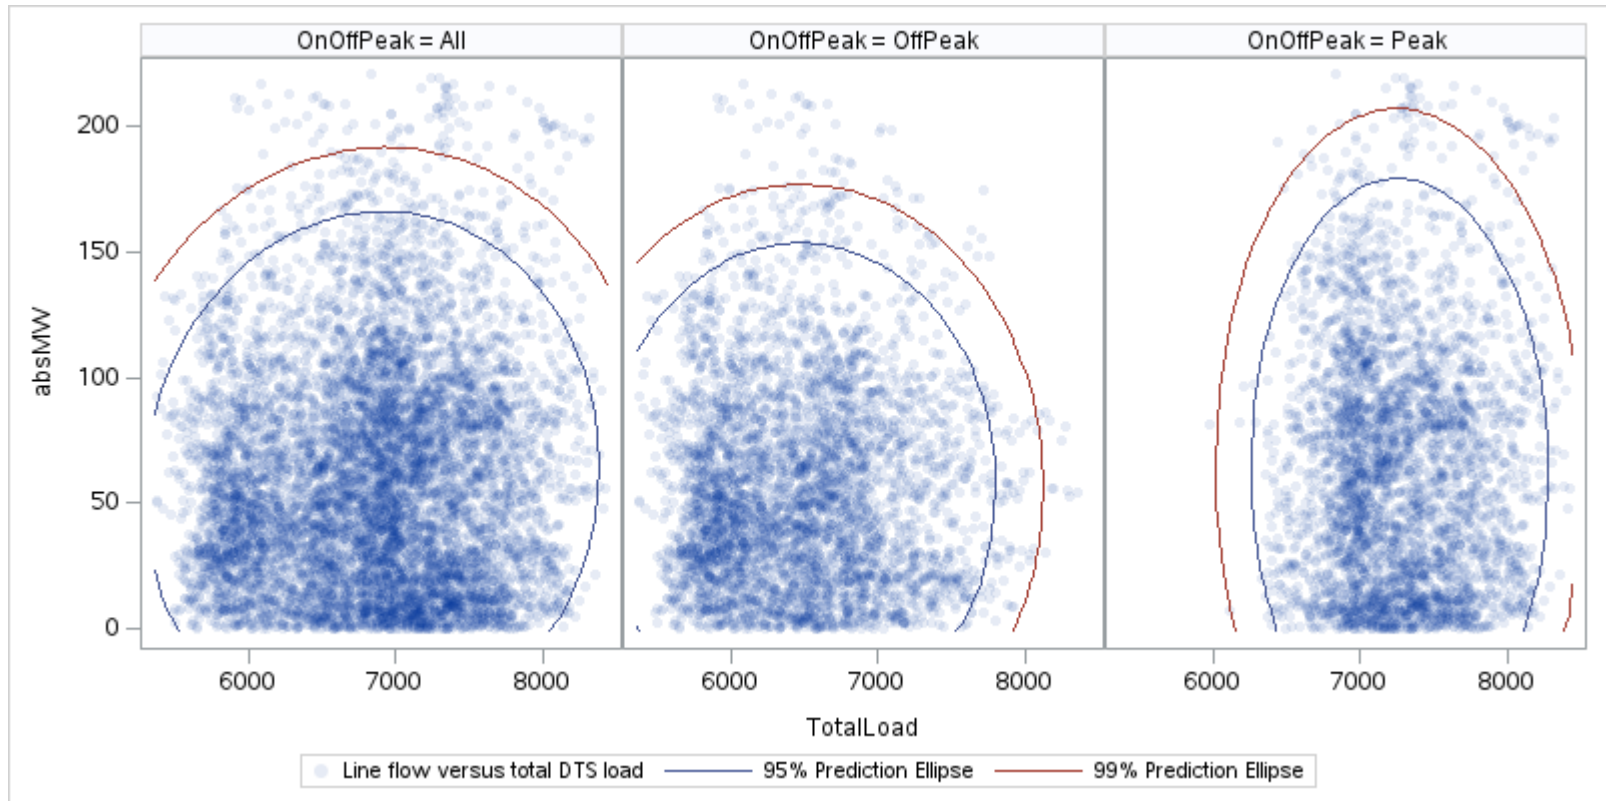 OnOffPeak = All
OnOffPeak = OffPeak
OnOffPeak = Peak
absMW
200
150
100
50
0
6000 7000 8000
6000 7000 8000
6000 7000 8000
TotalLoad
Line flow versus total DTS load
95% Prediction Ellipse
99% Prediction Ellipse